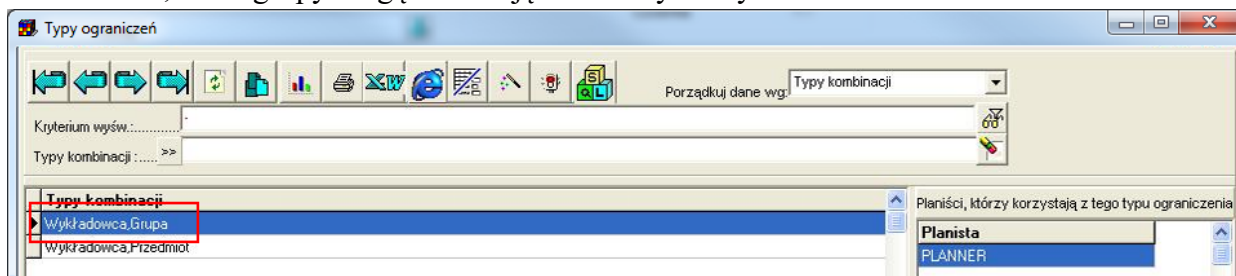 Typy ograniczeń
Porządkuj dane wg: Typy kombinacji
Kryterium wyśw.:............ -
Typy kombinacji :..... >>
Typy kombinacji
Wykładowca,Grupa
Wykładowca,Przedmiot
Planiści, którzy korzystają z tego typu ograniczenia
Planista
PLANNER